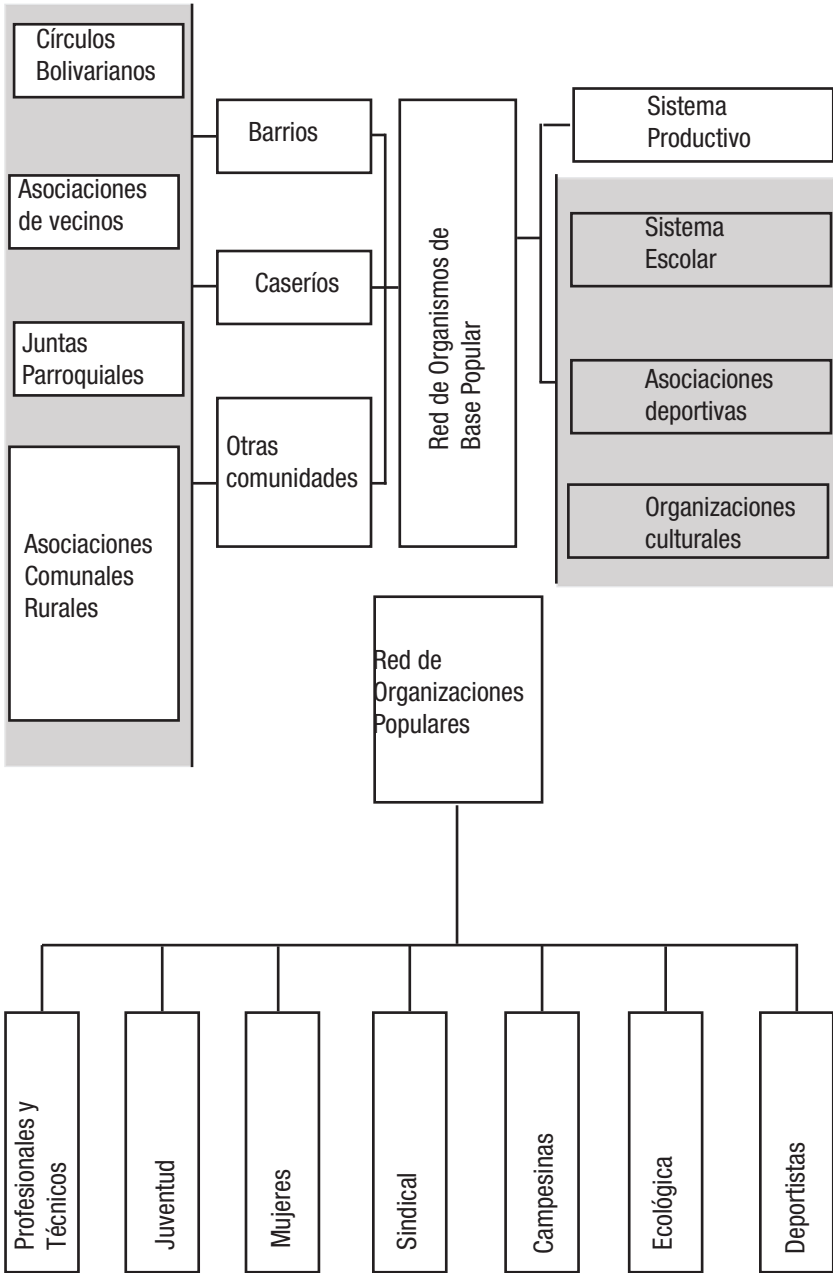 Círculos
Bolivarianos
Asociaciones
de vecinos
Juntas
Parroquiales
Asociaciones
Comunales
Rurales
Barrios
Caseríos
Otras
comunidades
Red de Organismos de
Base Popular
Sistema
Productivo
Sistema
Escolar
Asociaciones
deportivas
Organizaciones
culturales
Red de
Organizaciones
Populares
Profesionales y
Técnicos
Juventud
Mujeres
Sindical
Campesinas
Ecológica
Deportistas